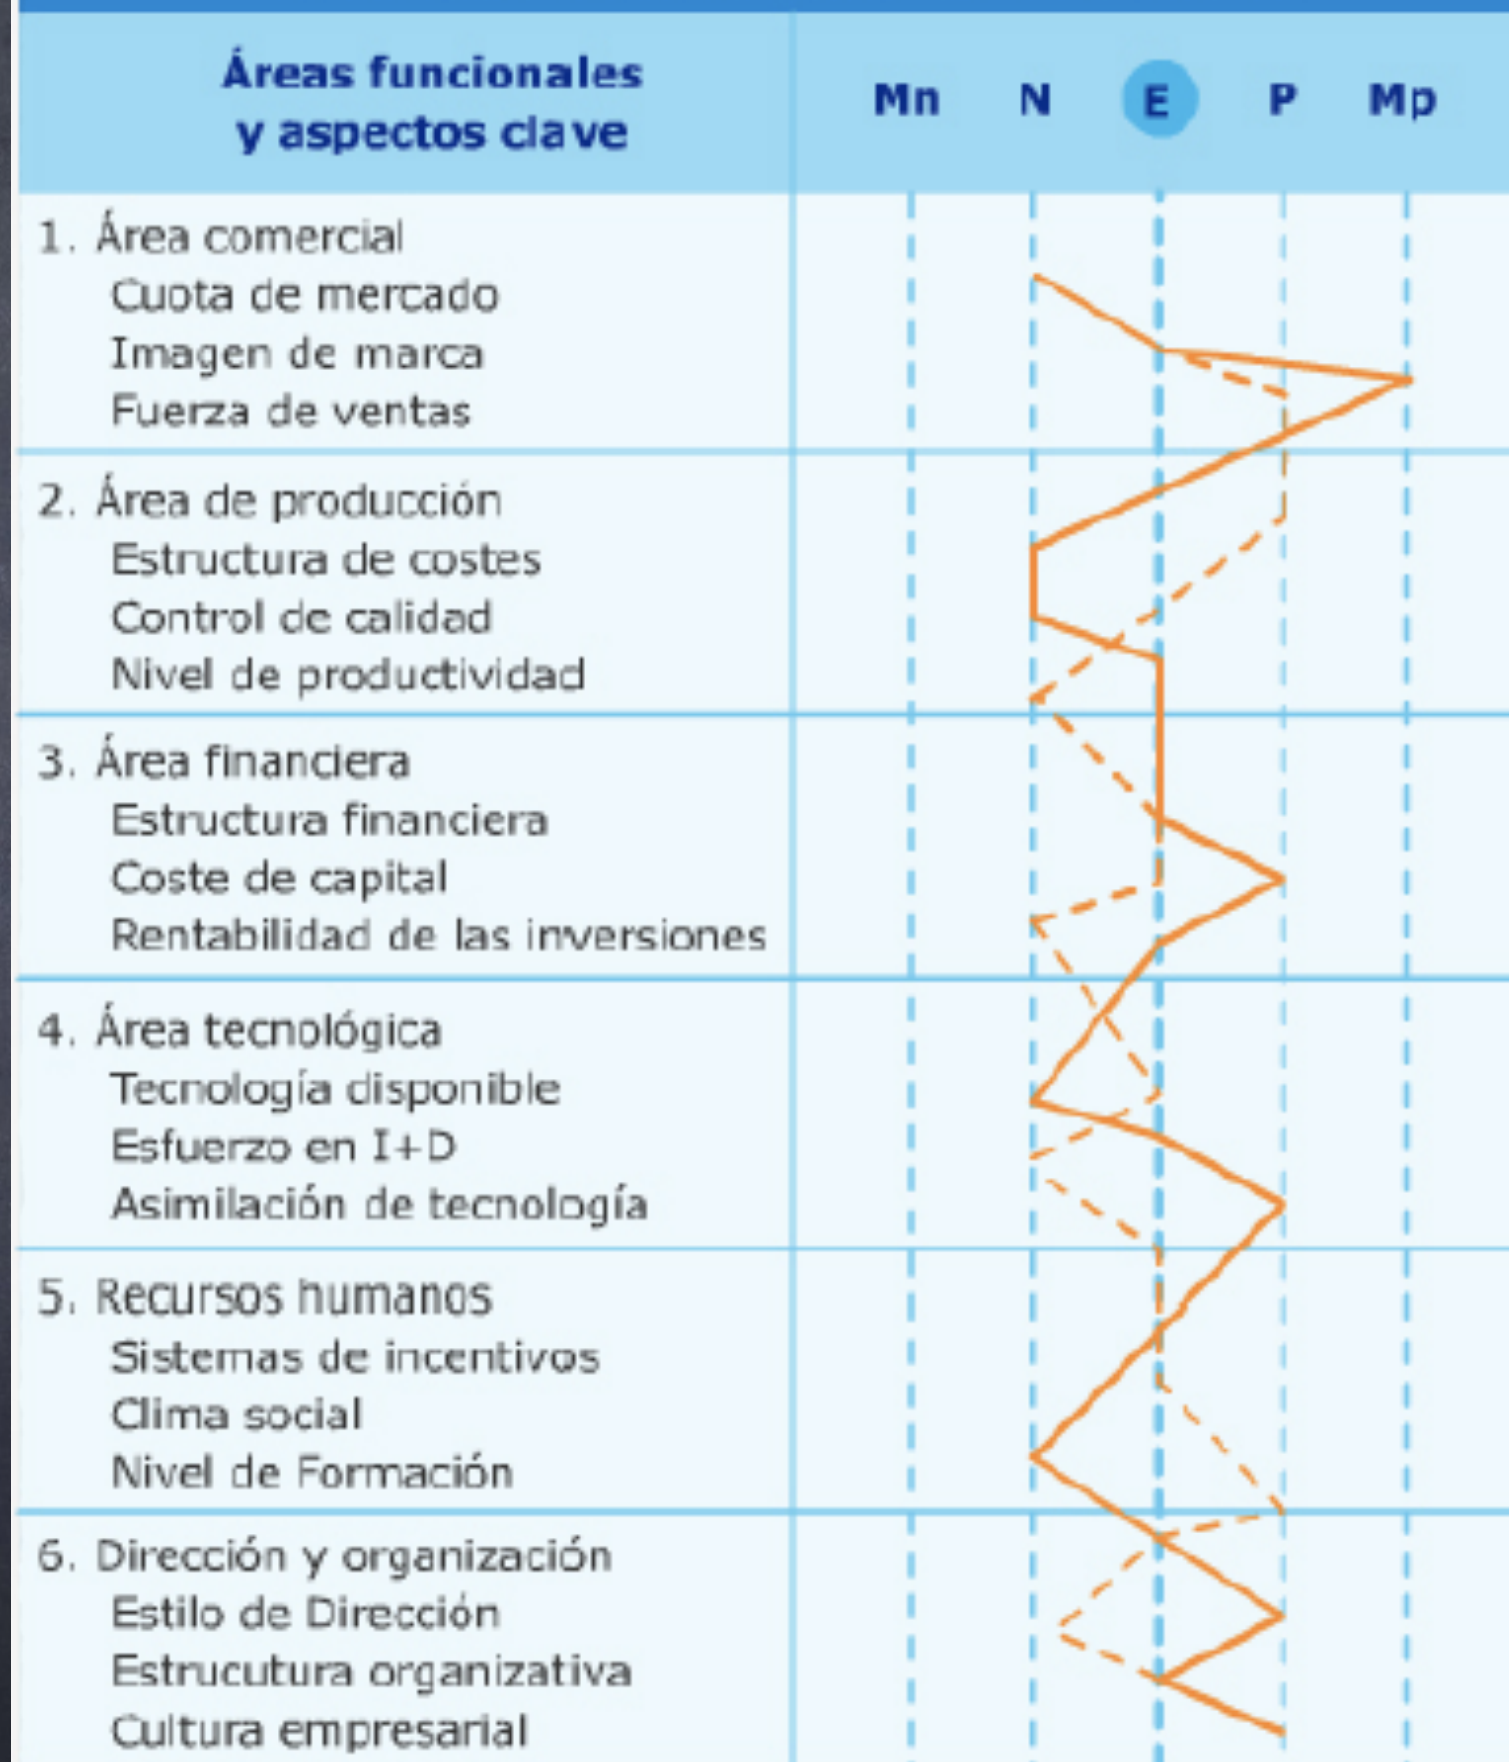 Áreas funcionales
y aspectos clave
Mn N E P Mp
1. Área comercial
Cuota de mercado
Imagen de marca
Fuerza de ventas
2. Área de producción
Estructura de costes
Control de calidad
Nivel de productividad
3. Área financiera
Estructura financiera
Coste de capital
Rentabilidad de las inversiones
4. Área tecnológica
Tecnología disponible
Esfuerzo en I+D
Asimilación de tecnología
5. Recursos humanos
Sistemas de incentivos
Clima social
Nivel de Formación
6. Dirección y organización
Estilo de Dirección
Estrucutura organizativa
Cultura empresarial